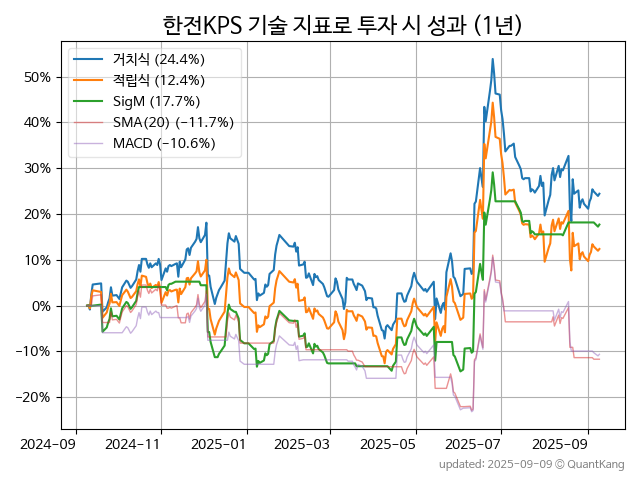 한전KPS 기술 지표로 투자 시 성과 (1년)
거치식 (24.4%)
적립식 (12.4%)
SigM (17.7%)
SMA(20) (−11.7%)
MACD (−10.6%)
50%
40%
30%
20%
10%
0%
−10%
−20%
2024−09 2024−11 2025−01 2025−03 2025−05 2025−07 2025−09
updated: 2025−09−09 © QuantKang